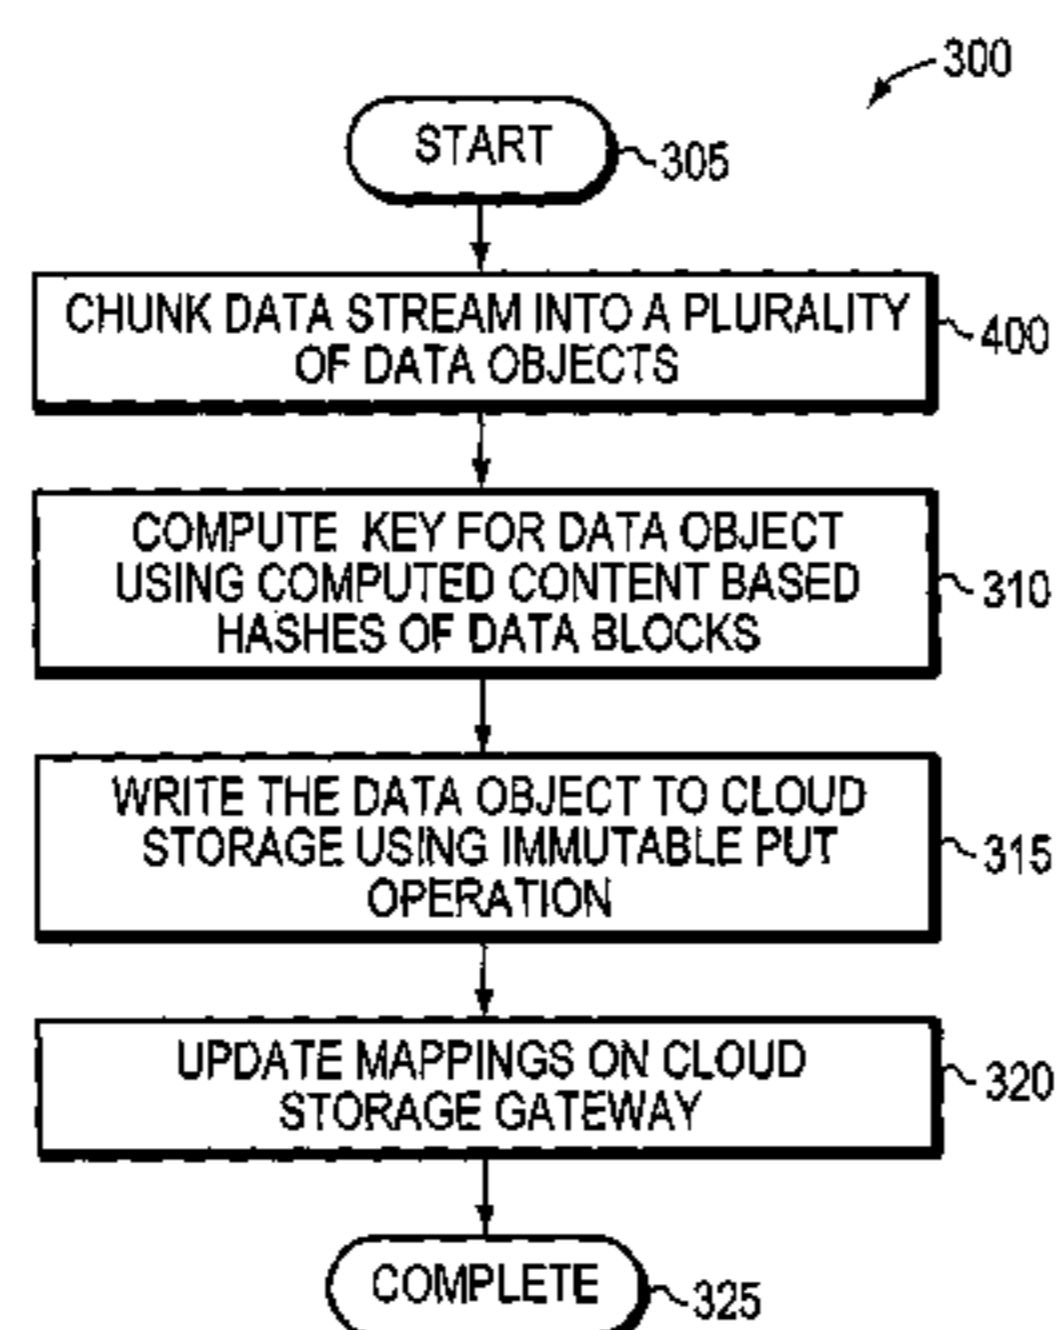 300
START
305
CHUNK DATA STREAM INTO A PLURALITY
OF DATA OBJECTS
400
COMPUTE KEY FOR DATA OBJECT
USING COMPUTED CONTENT BASED
HASHES OF DATA BLOCKS
310
WRITE THE DATA OBJECT TO CLOUD
STORAGE USING IMMUTABLE PUT
OPERATION
315
UPDATE MAPPINGS ON CLOUD
STORAGE GATEWAY
320
COMPLETE
325